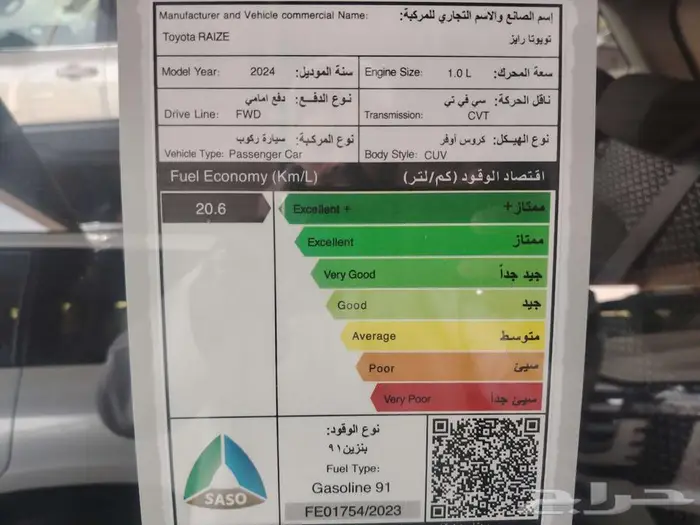 Manufacturer and Vehicle commercial Name: إسم الصانع والاسم التجاري للمركبة:
Toyota RAIZE تويوتا رايز
Model Year: 2024 سنة الموديل: Engine Size: 1.0 L سعة المحرك:
نوع الدفع: دفع امامي ناقل الحركة: سي في تي
Drive Line: FWD Transmission: CVT
نوع المركبة: سيارة ركوب نوع الهيكل: كروس أوفر
Vehicle Type: Passenger Car Body Style: CUV
Fuel Economy (Km/L) اقتصاد الوقود (كم/لتر)
20.6 Excellent + ممتاز+
Excellent ممتاز
Very Good جيد جداً
Good جيد
Average متوسط
Poor سيئ
Very Poor سيئ جداً
نوع الوقود:
بنزين ٩١
Fuel Type:
Gasoline 91
SASO
FE01754/2023
حراج